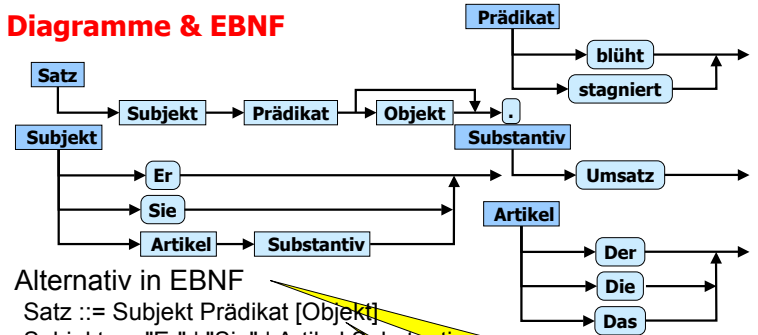 Diagramme & EBNF
Prädikat
blüht
stagniert
Satz
Subjekt Prädikat Objekt .
Subjekt
Er
Sie
Artikel Substantiv
Substantiv
Umsatz
Artikel
Der
Die
Das
Alternativ in EBNF
Satz ::= Subjekt Prädikat [Objekt]